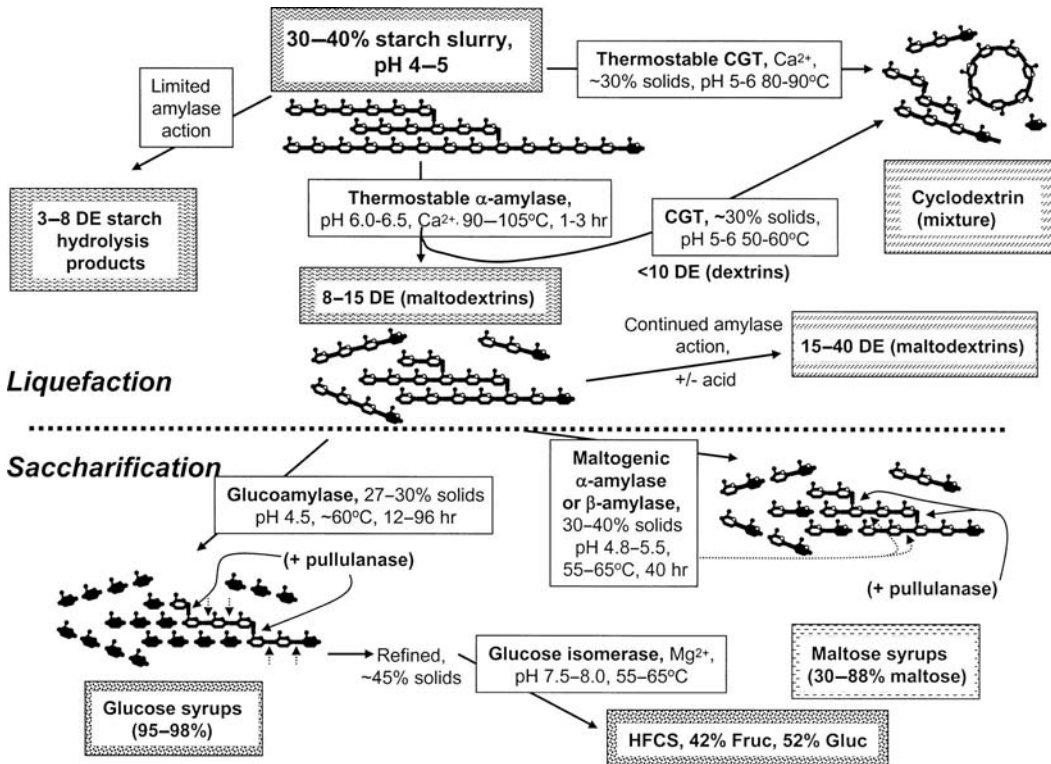 30–40% starch slurry,
pH 4–5
Thermostable CGT, Ca²⁺,
~30% solids, pH 5-6 80-90ºC
Limited
amylase
action
3–8 DE starch
hydrolysis
products
Thermostable α-amylase,
pH 6.0-6.5, Ca²⁺, 90–105ºC, 1-3 hr
CGT, ~30% solids,
pH 5-6 50-60ºC
Cyclodextrin
(mixture)
<10 DE (dextrins)
8–15 DE (maltodextrins)
Continued amylase
action,
+/- acid
15–40 DE (maltodextrins)
Liquefaction
Saccharification
Glucoamylase, 27–30% solids
pH 4.5, ~60ºC, 12–96 hr
(+ pullulanase)
Maltogenic
α-amylase
or β-amylase,
30–40% solids
pH 4.8–5.5,
55–65ºC, 40 hr
(+ pullulanase)
Refined,
~45% solids
Glucose isomerase, Mg²⁺,
pH 7.5–8.0, 55–65ºC
Maltose syrups
(30–88% maltose)
Glucose syrups
(95–98%)
HFCS, 42% Fruc, 52% Gluc